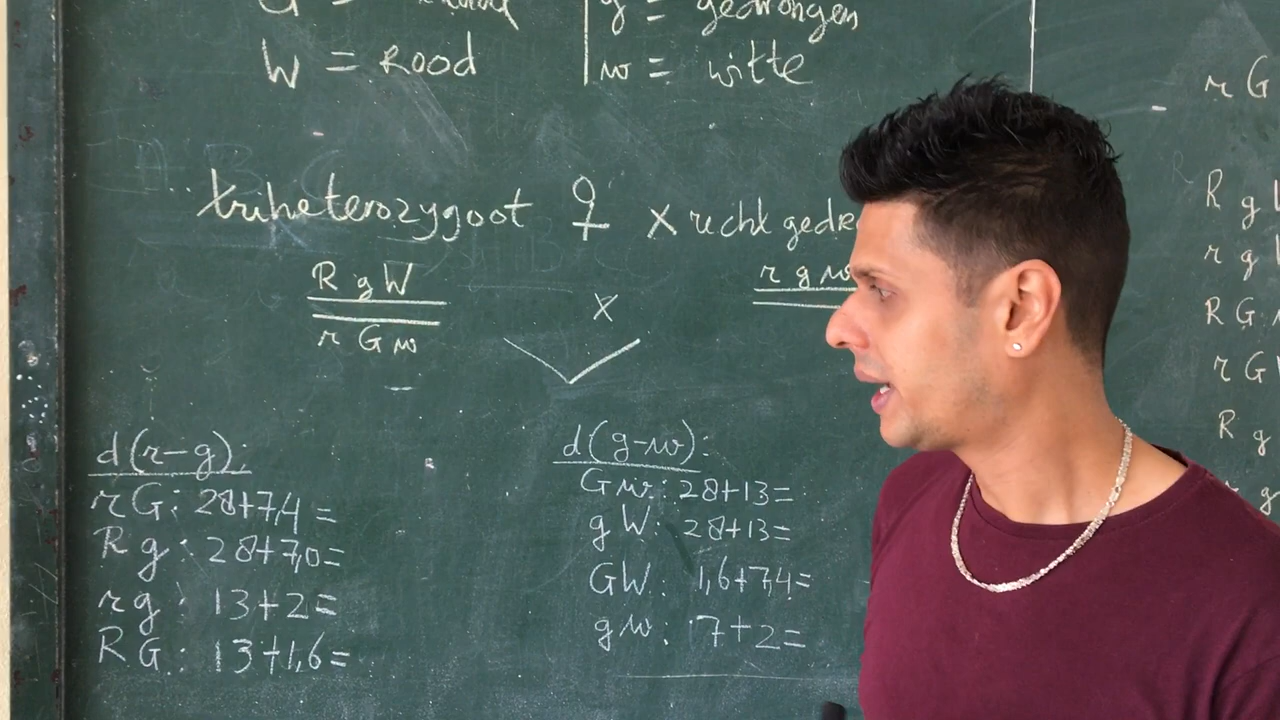 g = gedrongen
W = Rood
w = witte
triheterozygoot ♀ x recht gedr
R g W
r G w
x
r g w
d(r-g):
rG: 28+7,4 =
Rg: 28+7,0=
rg: 13+2=
RG: 13+1,6=
d(g-w):
Gw: 28+13=
gW: 28+13=
GW: 1,6+7,4=
gw: 7+2=
r G
R g
r g
R G
r G
R g